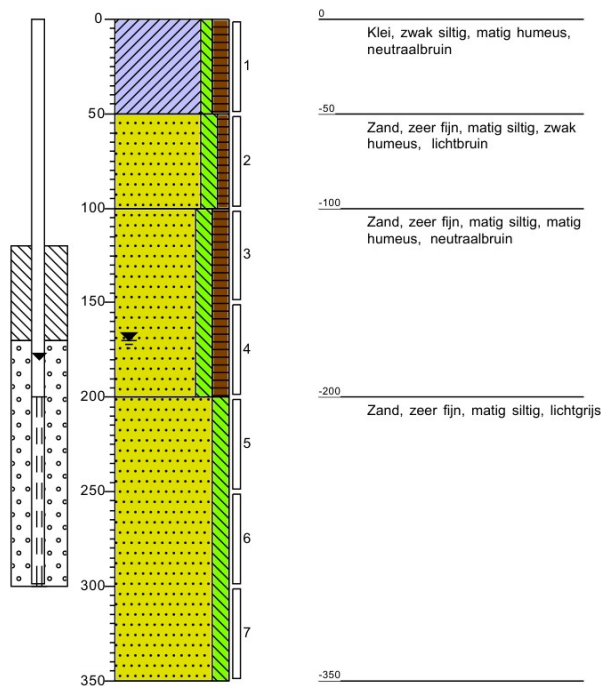 0
50
100
150
200
250
300
350
1
2
3
4
5
6
7
0
Klei, zwak siltig, matig humeus,
neutraalbruin
-50
Zand, zeer fijn, matig siltig, zwak
humeus, lichtbruin
-100
Zand, zeer fijn, matig siltig, matig
humeus, neutraalbruin
-200
Zand, zeer fijn, matig siltig, lichtgrijs
-350